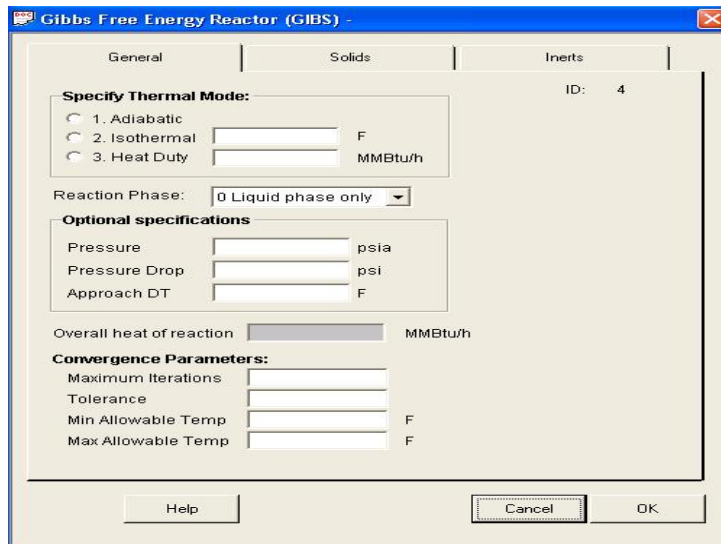 Gibbs Free Energy Reactor (GIBS) -
General Solids Inerts
ID: 4
Specify Thermal Mode:
1. Adiabatic
2. Isothermal F
3. Heat Duty MMBtu/h
Reaction Phase: 0 Liquid phase only
Optional specifications
Pressure psia
Pressure Drop psi
Approach DT F
Overall heat of reaction MMBtu/h
Convergence Parameters:
Maximum Iterations
Tolerance
Min Allowable Temp F
Max Allowable Temp F
Help Cancel OK